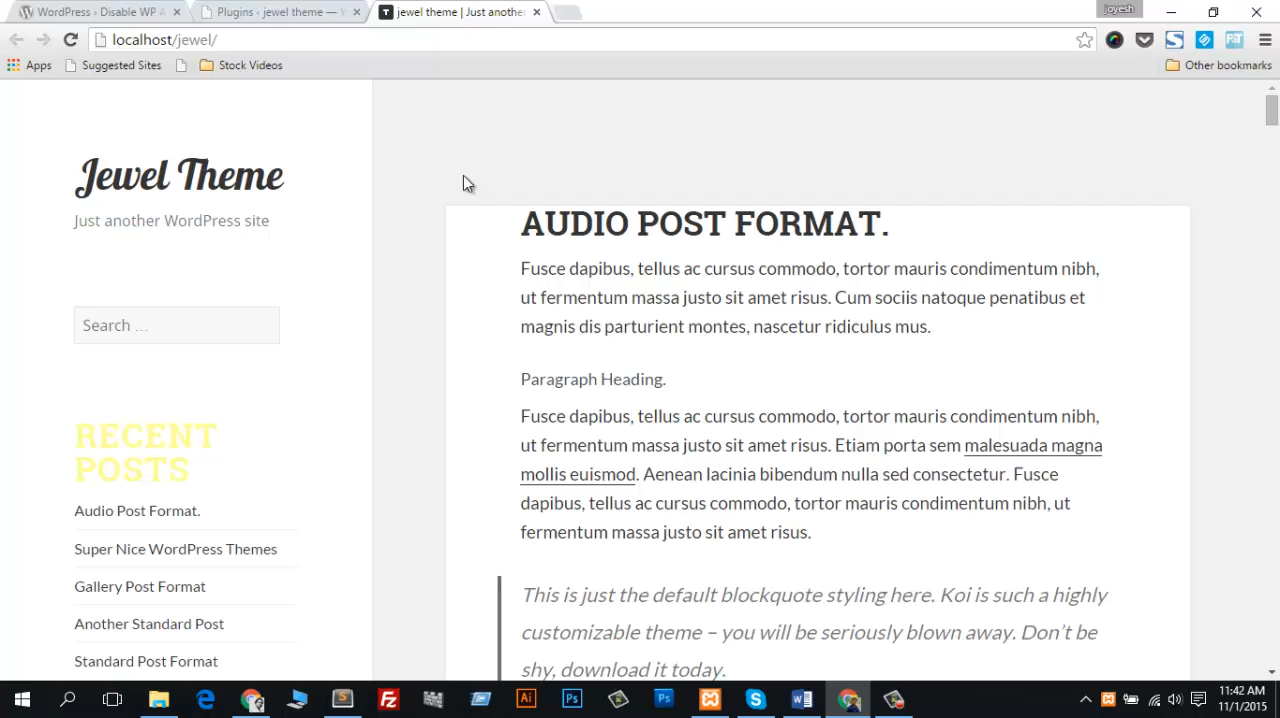 WordPress › Disable WP A
Plugins ‹ jewel theme — W
jewel theme | Just another
Joyesh
localhost/jewel/
Apps
Suggested Sites
Stock Videos
Other bookmarks
Jewel Theme
Just another WordPress site
Search …
RECENT
POSTS
Audio Post Format.
Super Nice WordPress Themes
Gallery Post Format
Another Standard Post
Standard Post Format
AUDIO POST FORMAT.
Fusce dapibus, tellus ac cursus commodo, tortor mauris condimentum nibh,
ut fermentum massa justo sit amet risus. Cum sociis natoque penatibus et
magnis dis parturient montes, nascetur ridiculus mus.
Paragraph Heading.
Fusce dapibus, tellus ac cursus commodo, tortor mauris condimentum nibh,
ut fermentum massa justo sit amet risus. Etiam porta sem malesuada magna
mollis euismod. Aenean lacinia bibendum nulla sed consectetur. Fusce
dapibus, tellus ac cursus commodo, tortor mauris condimentum nibh, ut
fermentum massa justo sit amet risus.
This is just the default blockquote styling here. Koi is such a highly
customizable theme – you will be seriously blown away. Don’t be
shy, download it today.
11:42 AM
11/1/2015